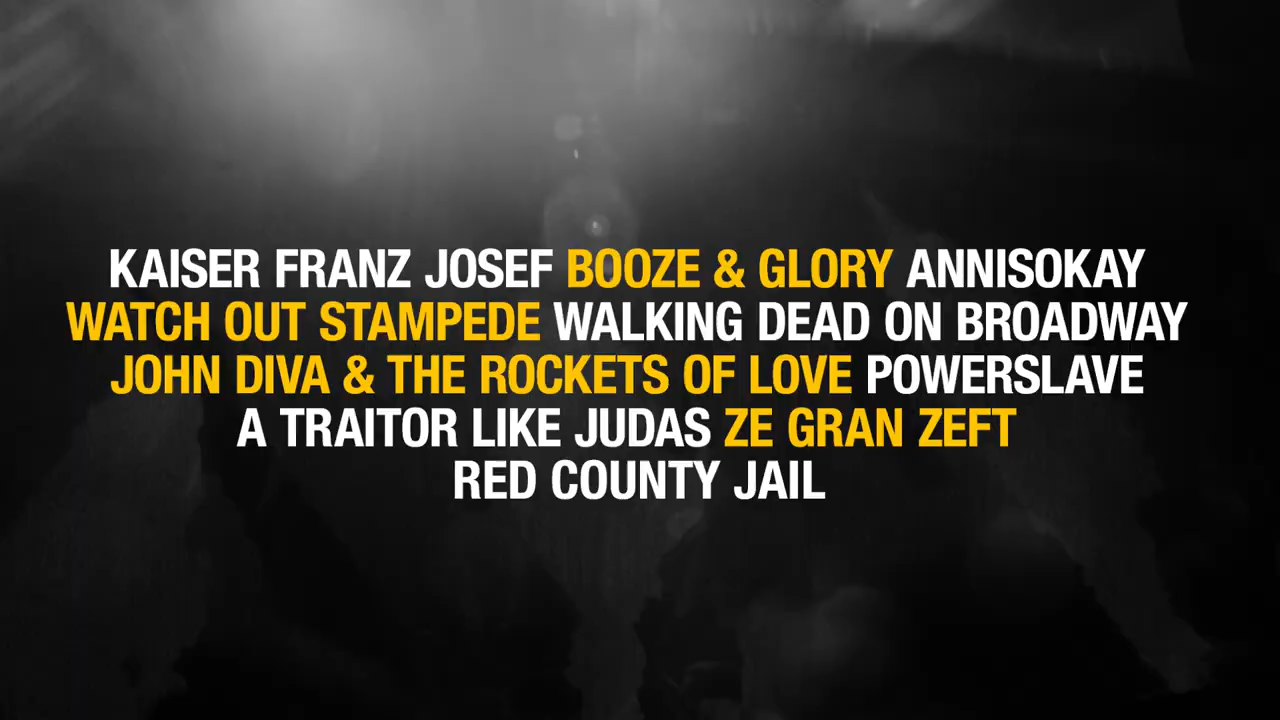 KAISER FRANZ JOSEF BOOZE & GLORY ANNISOKAY
WATCH OUT STAMPEDE WALKING DEAD ON BROADWAY
JOHN DIVA & THE ROCKETS OF LOVE POWERSLAVE
A TRAITOR LIKE JUDAS ZE GRAN ZEFT
RED COUNTY JAIL